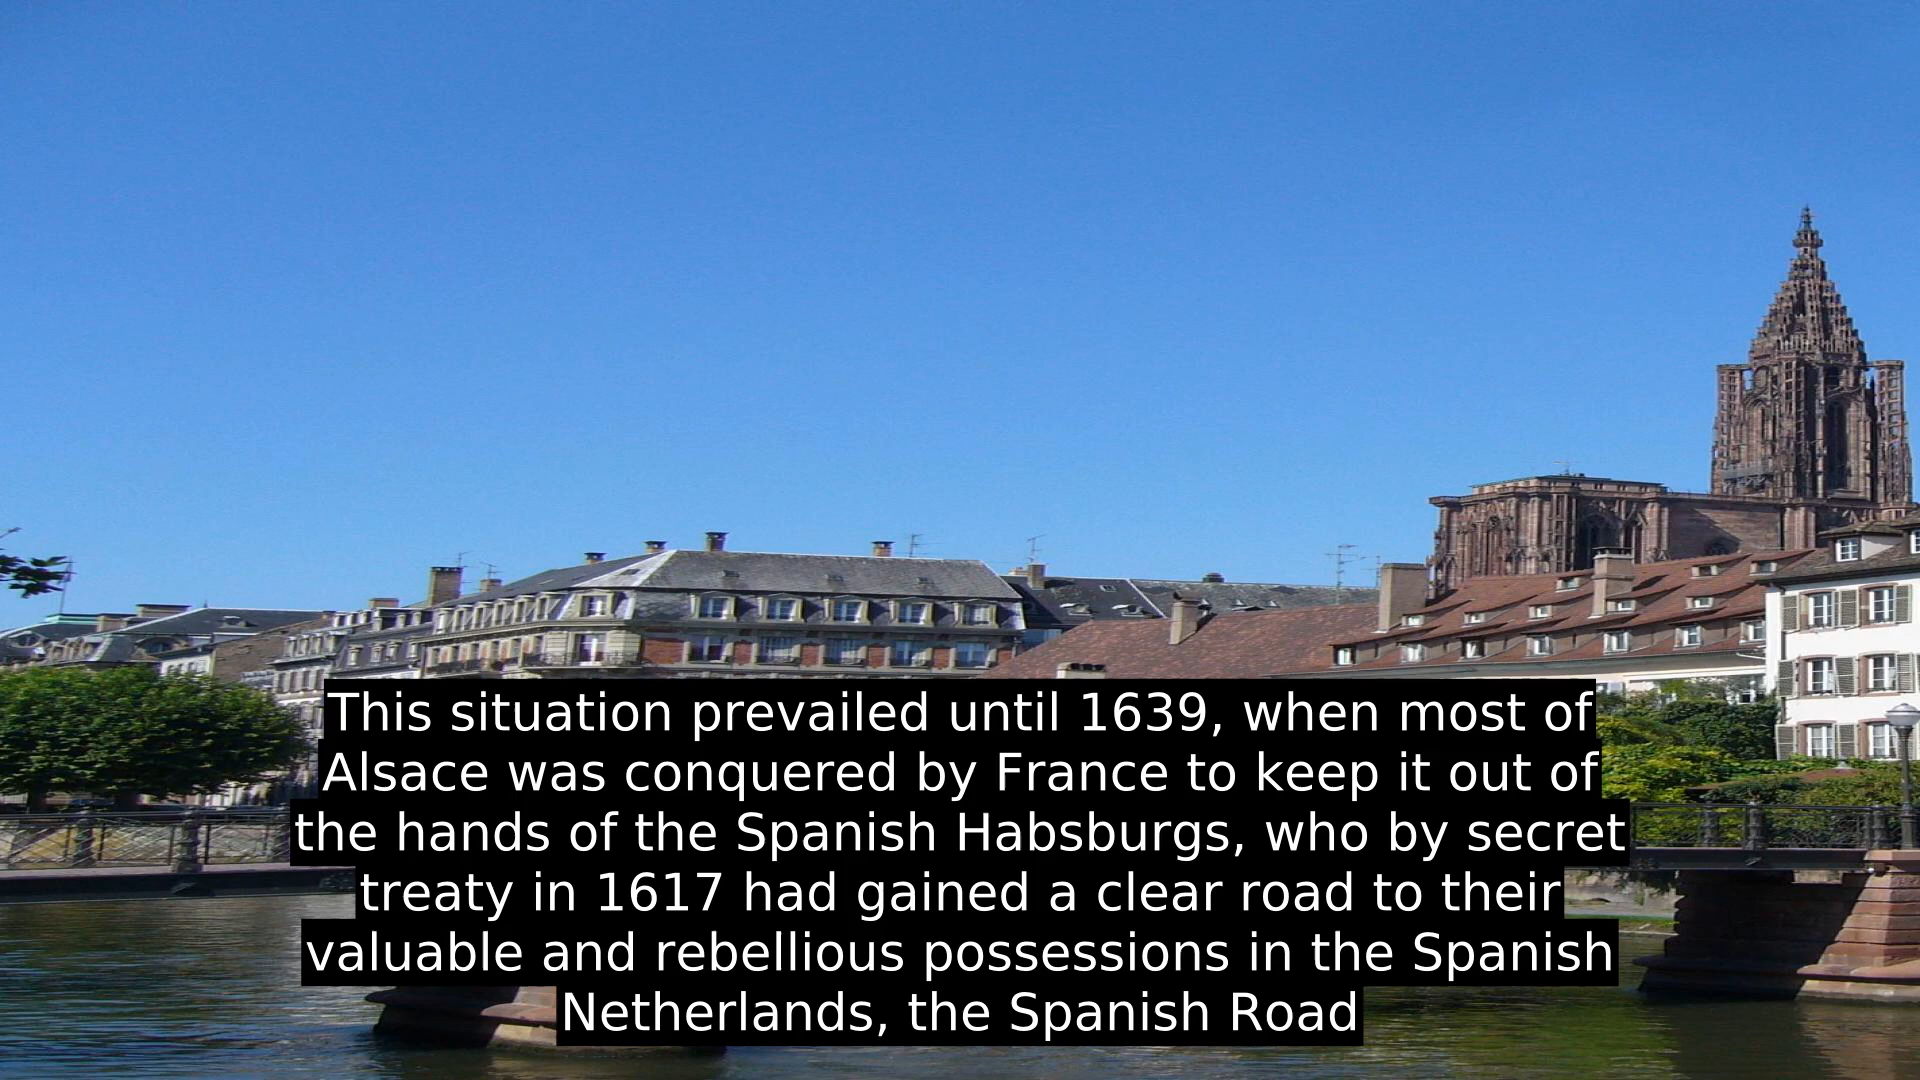 This situation prevailed until 1639, when most of
Alsace was conquered by France to keep it out of
the hands of the Spanish Habsburgs, who by secret
treaty in 1617 had gained a clear road to their
valuable and rebellious possessions in the Spanish
Netherlands, the Spanish Road